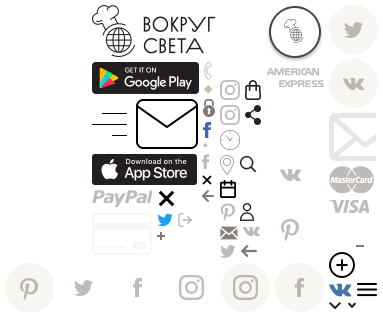 ВОКРУГ
СВЕТА
GET IT ON
Google Play
AMERICAN
EXPRESS
Download on the
App Store
MasterCard
PayPal
VISA